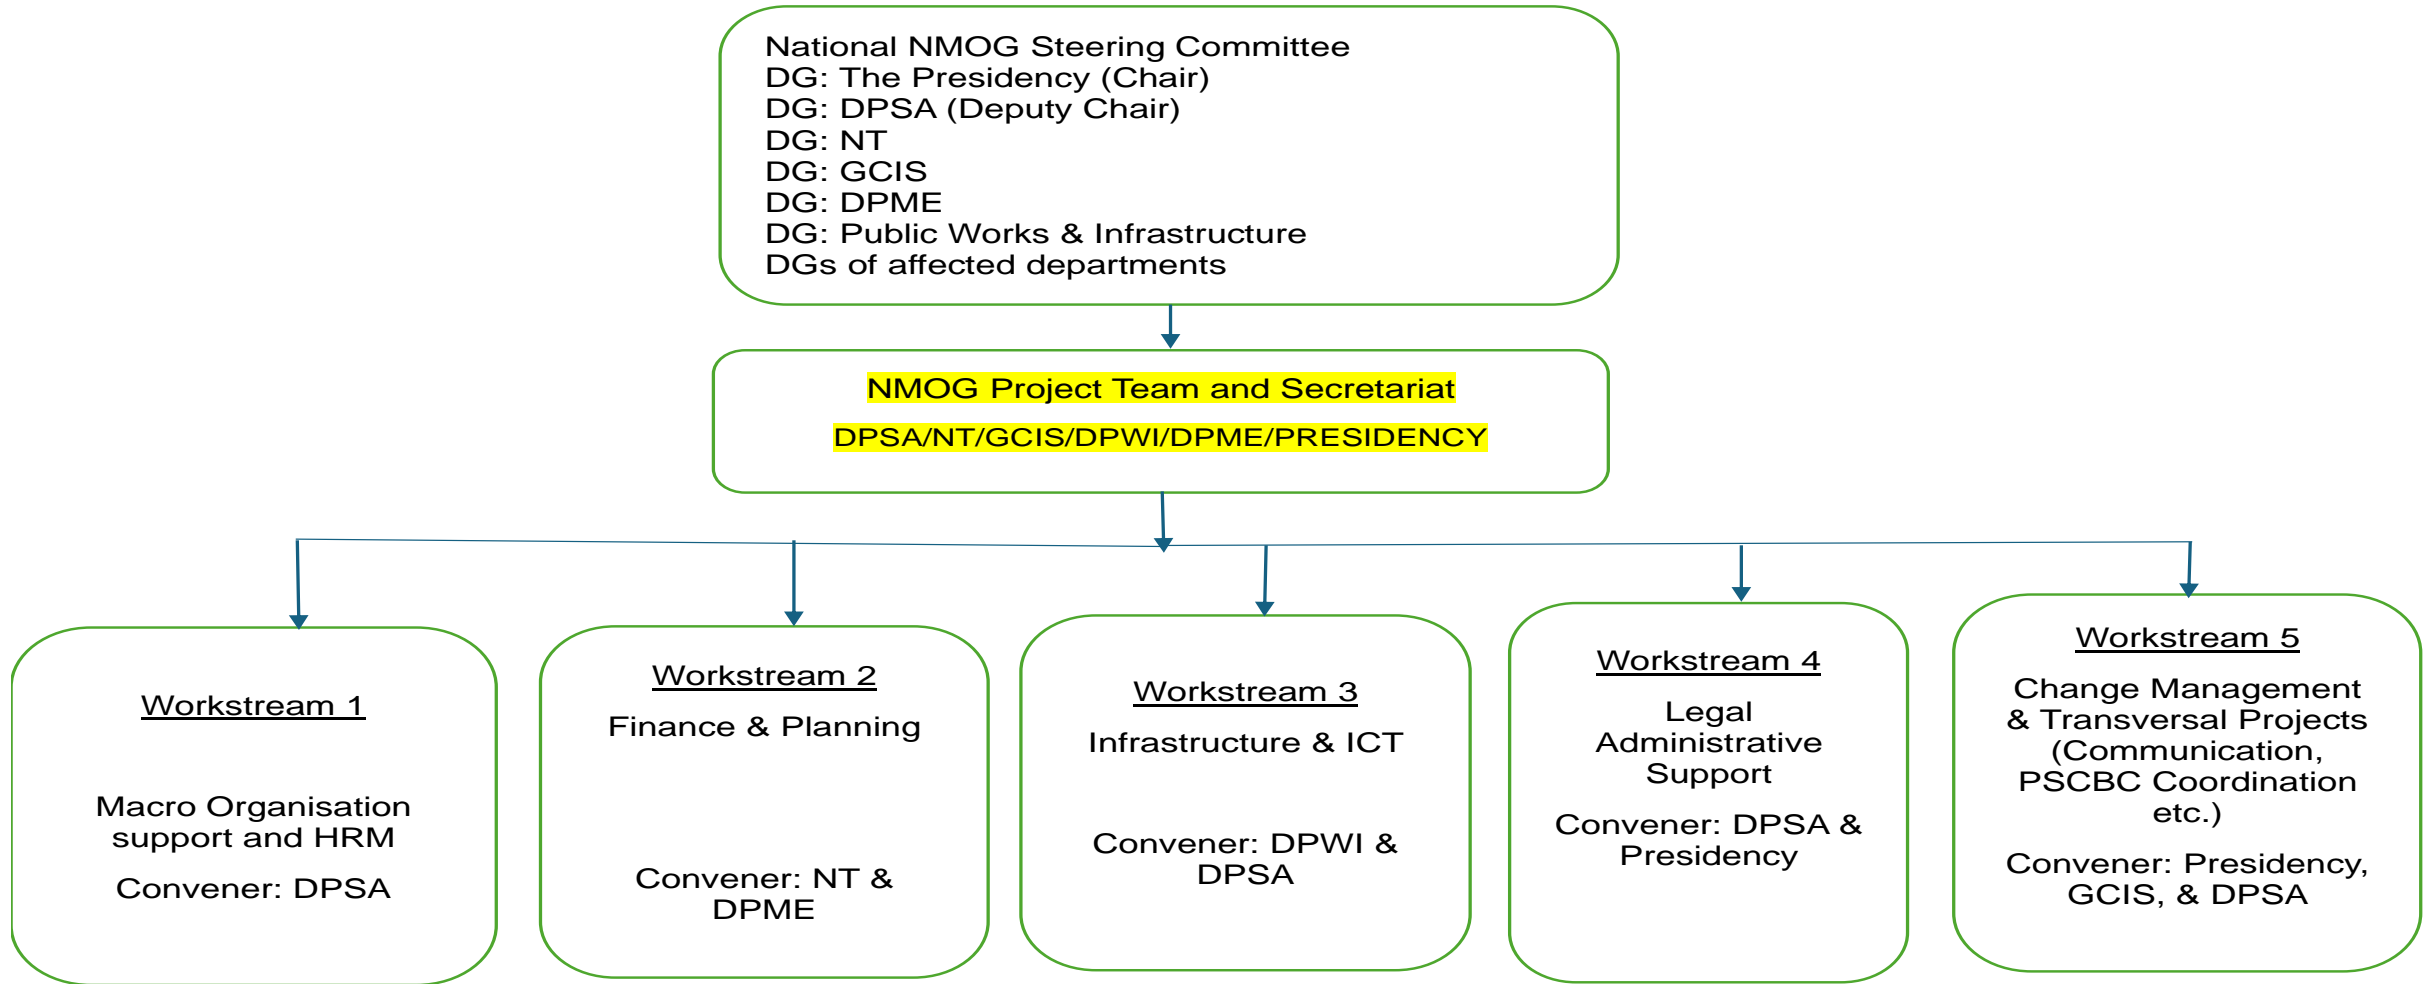 National NMOG Steering Committee
DG: The Presidency (Chair)
DG: DPSA (Deputy Chair)
DG: NT
DG: GCIS
DG: DPME
DG: Public Works & Infrastructure
DGs of affected departments
NMOG Project Team and Secretariat
DPSA/NT/GCIS/DPWI/DPME/PRESIDENCY
Workstream 1
Macro Organisation
support and HRM
Convener: DPSA
Workstream 2
Finance & Planning
Convener: NT &
DPME
Workstream 3
Infrastructure & ICT
Convener: DPWI &
DPSA
Workstream 4
Legal
Administrative
Support
Convener: DPSA &
Presidency
Workstream 5
Change Management
& Transversal Projects
(Communication,
PSCBC Coordination
etc.)
Convener: Presidency,
GCIS, & DPSA